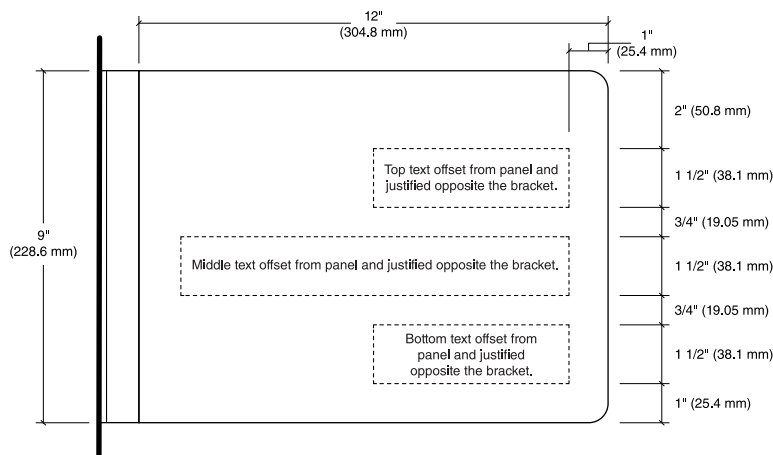 12"
(304.8 mm)
1"
(25.4 mm)
2" (50.8 mm)
Top text offset from panel and
justified opposite the bracket.
1 1/2" (38.1 mm)
3/4" (19.05 mm)
9"
(228.6 mm)
Middle text offset from panel and justified opposite the bracket.
1 1/2" (38.1 mm)
3/4" (19.05 mm)
Bottom text offset from
panel and justified
opposite the bracket.
1 1/2" (38.1 mm)
1" (25.4 mm)